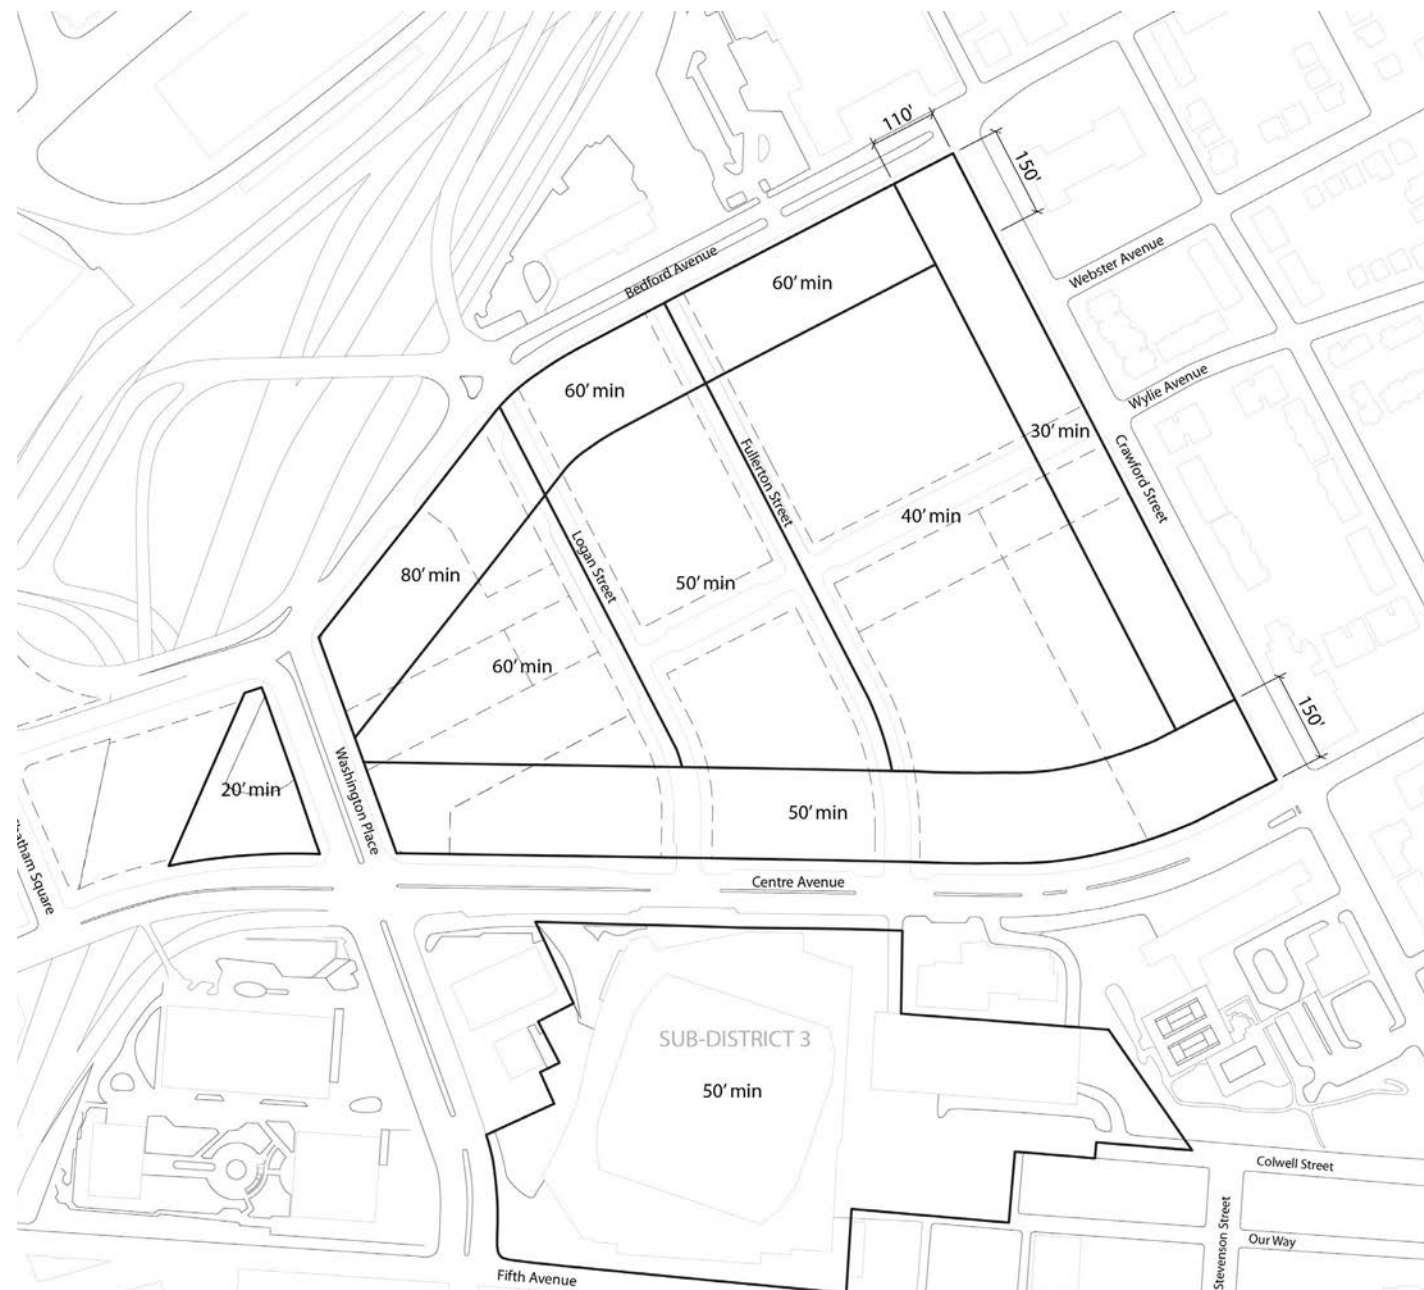 110'
150'
Webster Avenue
Bedford Avenue
60' min
Wylie Avenue
60' min
30' min
Crawford Street
Fullerton Street
40' min
Logan Street
80' min
50' min
60' min
150'
20' min
Washington Place
50' min
hatham Square
Centre Avenue
SUB-DISTRICT 3
50' min
Colwell Street
Stevenson Street
Our Way
Fifth Avenue